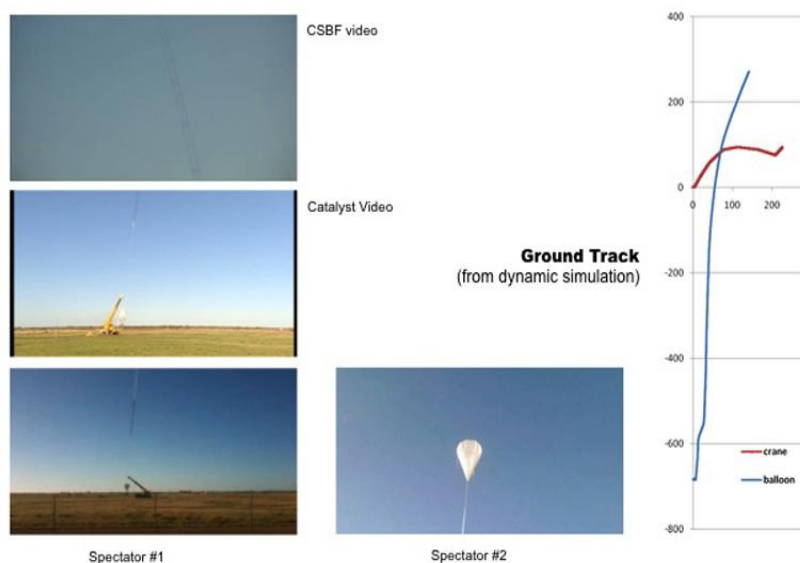 CSBF video
Catalyst Video
Ground Track
(from dynamic simulation)
Spectator #1
Spectator #2
400
200
0
0 100 200
-200
-400
-600
-800
crane
balloon